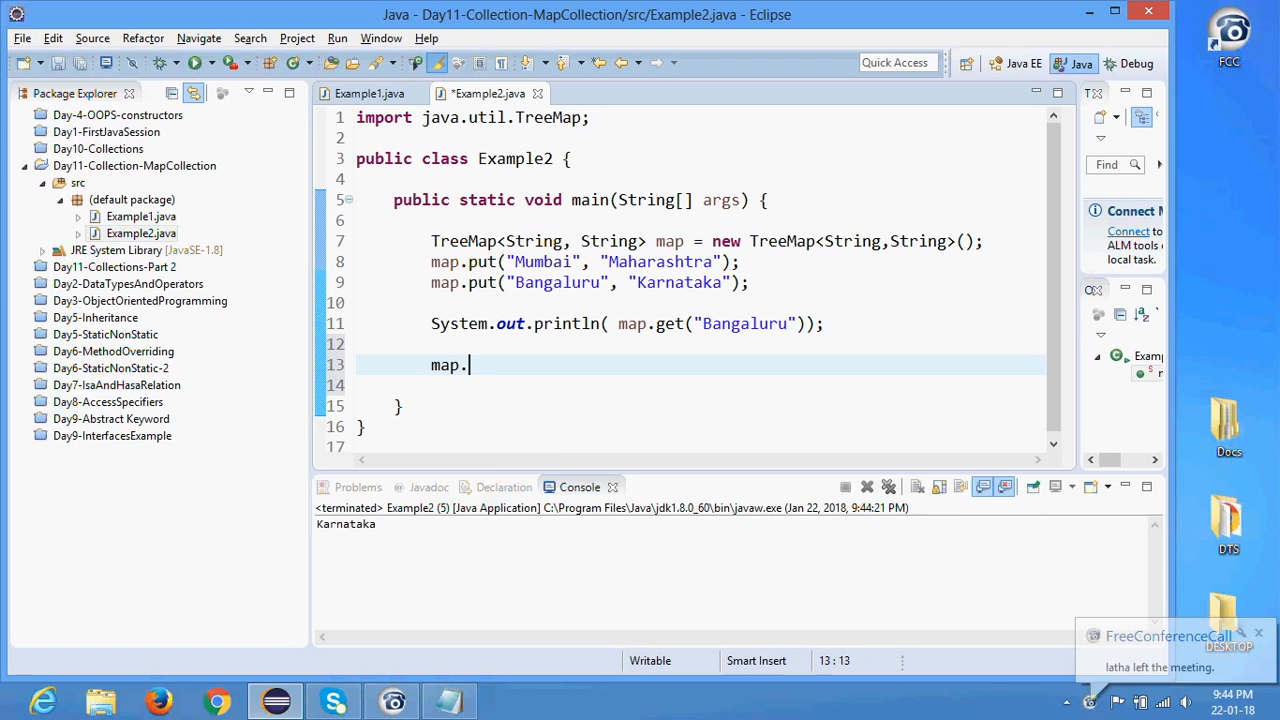 Java - Day11-Collection-MapCollection/src/Example2.java - Eclipse
File Edit Source Refactor Navigate Search Project Run Window Help
Quick Access Java EE Java Debug
Package Explorer
Day-4-OOPS-constructors
Day1-FirstJavaSession
Day10-Collections
Day11-Collection-MapCollection
src
(default package)
Example1.java
Example2.java
JRE System Library [JavaSE-1.8]
Day11-Collections-Part 2
Day2-DataTypesAndOperators
Day3-ObjectOrientedProgramming
Day5-Inheritance
Day5-StaticNonStatic
Day6-MethodOverriding
Day6-StaticNonStatic-2
Day7-IsaAndHasaRelation
Day8-AccessSpecifiers
Day9-Abstract Keyword
Day9-InterfacesExample
Example1.java *Example2.java
1 import java.util.TreeMap;
2
3 public class Example2 {
4
5 public static void main(String[] args) {
6
7 TreeMap<String, String> map = new TreeMap<String,String>();
8 map.put("Mumbai", "Maharashtra");
9 map.put("Bangaluru", "Karnataka");
10
11 System.out.println( map.get("Bangaluru"));
12
13 map.
14
15 }
16 }
17
T
Find
Connect M
Connect to
ALM tools o
local task.
O
Examp
Problems Javadoc Declaration Console
<terminated> Example2 (5) [Java Application] C:\Program Files\Java\jdk1.8.0_60\bin\javaw.exe (Jan 22, 2018, 9:44:21 PM)
Karnataka
Writable Smart Insert 13 : 13
FCC
Docs
DTS
DESKTOP
FreeConferenceCall
latha left the meeting.
9:44 PM
22-01-18